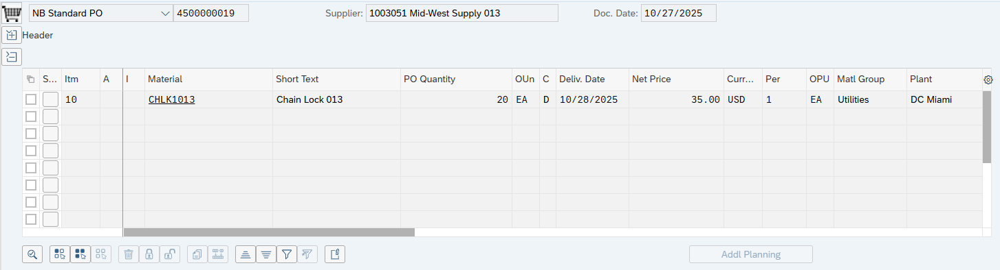 NB Standard PO 4500000019 Supplier: 1003051 Mid-West Supply 013 Doc. Date: 10/27/2025
Header
S... Itm A I Material Short Text PO Quantity OUn C Deliv. Date Net Price Curr... Per OPU Matl Group Plant
10 CHLK1013 Chain Lock 013 20 EA D 10/28/2025 35.00 USD 1 EA Utilities DC Miami
Addl Planning